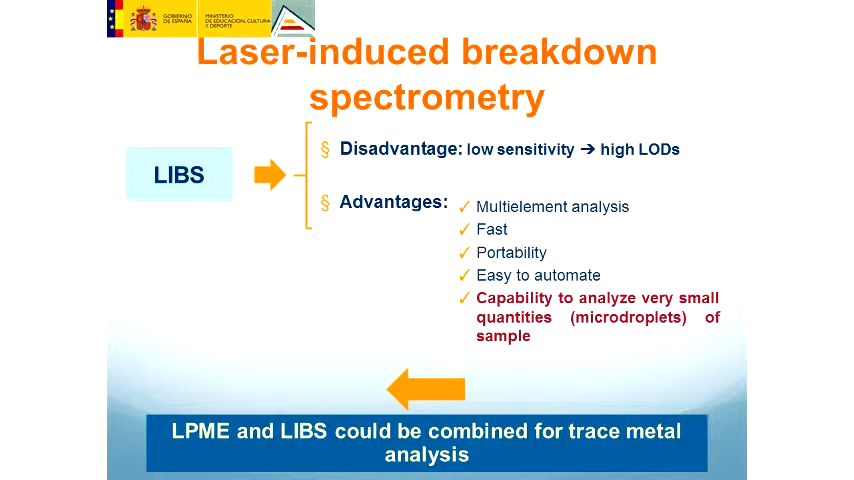 GOBIERNO
DE ESPAÑA
MINISTERIO
DE EDUCACIÓN, CULTURA
Y DEPORTE
Laser-induced breakdown
spectrometry
LIBS
§ Disadvantage: low sensitivity ➔ high LODs
§ Advantages:
✓ Multielement analysis
✓ Fast
✓ Portability
✓ Easy to automate
✓ Capability to analyze very small
quantities (microdroplets) of
sample
LPME and LIBS could be combined for trace metal
analysis